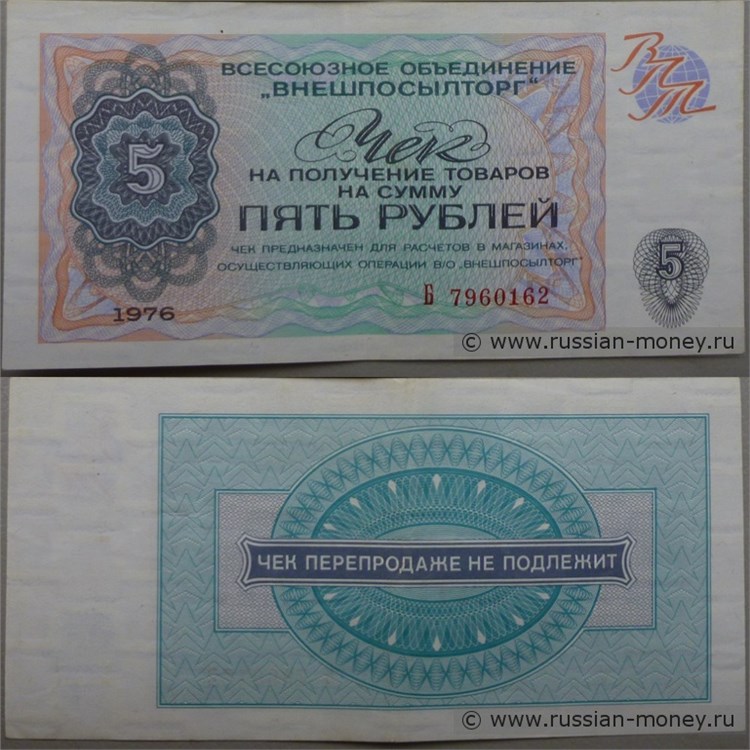 ВСЕСОЮЗНОЕ ОБЪЕДИНЕНИЕ
„ВНЕШПОСЫЛТОРГ"
ВПТ
Чек
НА ПОЛУЧЕНИЕ ТОВАРОВ
НА СУММУ
5
ПЯТЬ РУБЛЕЙ
ЧЕК ПРЕДНАЗНАЧЕН ДЛЯ РАСЧЕТОВ В МАГАЗИНАХ,
ОСУЩЕСТВЛЯЮЩИХ ОПЕРАЦИИ В/О „ВНЕШПОСЫЛТОРГ"
5
1976
Б 7960162
© www.russian-money.ru
ЧЕК ПЕРЕПРОДАЖЕ НЕ ПОДЛЕЖИТ
© www.russian-money.ru